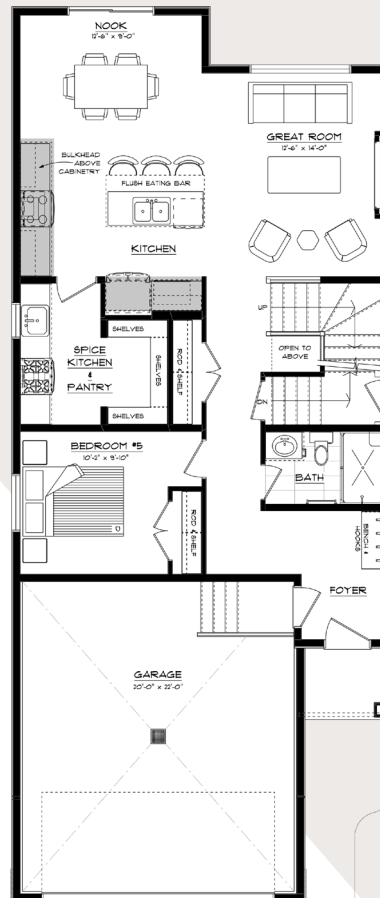 NOOK
12'-6" x 9'-0"
GREAT ROOM
12'-6" x 14'-0"
BULKHEAD
ABOVE
CABINETRY
FLUSH EATING BAR
KITCHEN
UP
SHELVES
SPICE
KITCHEN
&
PANTRY
SHELVES
ROD & SHELF
OPEN TO
ABOVE
SHELVES
DN
BEDROOM #5
10'-2" x 9'-10"
BATH
ROD & SHELF
BENCH &
HOOKS
FOYER
GARAGE
20'-0" x 22'-0"